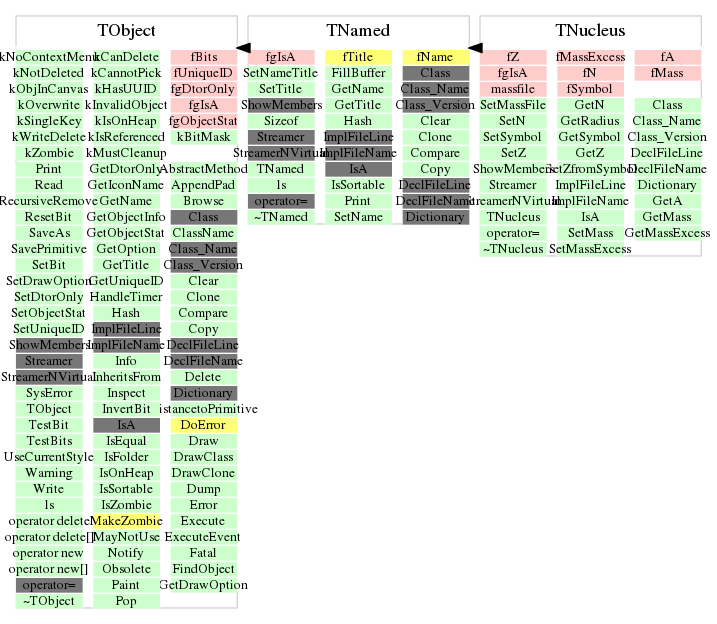 TObject
kNoContextMenu kCanDelete fBits
kNotDeleted kCannotPick fUniqueID
kObjInCanvas kHasUUID fgDtorOnly
kOverwrite kInvalidObject fgIsA
kSingleKey kIsOnHeap fgObjectStat
kWriteDelete kIsReferenced kBitMask
kZombie kMustCleanup
Print GetDtorOnly AbstractMethod
Read GetIconName AppendPad
RecursiveRemove GetName Browse
ResetBit GetObjectInfo Class
SaveAs GetObjectStat ClassName
SavePrimitive GetOption Class_Name
SetBit GetTitle Class_Version
SetDrawOption GetUniqueID Clear
SetDtorOnly HandleTimer Clone
SetObjectStat Hash Compare
SetUniqueID ImplFileLine Copy
ShowMembers ImplFileName DeclFileLine
Streamer Info DeclFileName
StreamerNVirtua InheritsFrom Delete
SysError Inspect Dictionary
TObject InvertBit istancetoPrimitive
TestBit IsA DoError
TestBits IsEqual Draw
UseCurrentStyle IsFolder DrawClass
Warning IsOnHeap DrawClone
Write IsSortable Dump
ls IsZombie Error
operator delete MakeZombie Execute
operator delete[] MayNotUse ExecuteEvent
operator new Notify Fatal
operator new[] Obsolete FindObject
operator= Paint GetDrawOption
~TObject Pop
TNamed
fgIsA fTitle fName
SetNameTitle FillBuffer Class
SetTitle GetName Class_Name
ShowMembers GetTitle Class_Version
Sizeof Hash Clear
Streamer ImplFileLine Clone
StreamerNVirtual ImplFileName Compare
TNamed IsA Copy
ls IsSortable DeclFileLine
operator= Print DeclFileName
~TNamed SetName Dictionary
TNucleus
fZ fMassExcess fA
fgIsA fN fMass
massfile fSymbol
SetMassFile GetN Class
SetN GetRadius Class_Name
SetSymbol GetSymbol Class_Version
SetZ GetZ DeclFileLine
ShowMembers SetZfromSymbol DeclFileName
Streamer ImplFileLine Dictionary
treamerNVirtual ImplFileName GetA
TNucleus IsA GetMass
operator= SetMass GetMassExcess
~TNucleus SetMassExcess